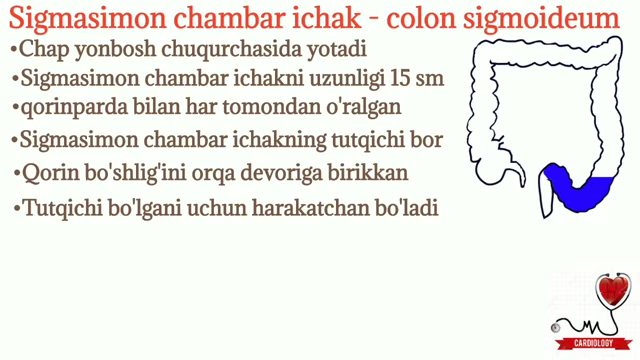 Sigmasimon chambar ichak - colon sigmoideum
•Chap yonbosh chuqurchasida yotadi
•Sigmasimon chambar ichakni uzunligi 15 sm
•qorinparda bilan har tomondan o'ralgan
•Sigmasimon chambar ichakning tutqichi bor
•Qorin bo'shlig'ini orqa devoriga birikkan
•Tutqichi bo'lgani uchun harakatchan bo'ladi
CARDIOLOGY